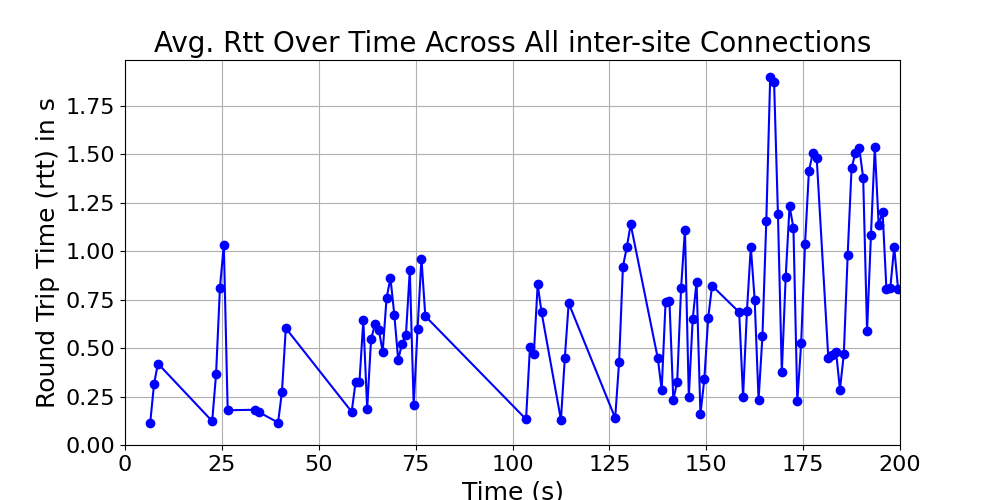 Avg. Rtt Over Time Across All inter-site Connections
Round Trip Time (rtt) in s
1.75
1.50
1.25
1.00
0.75
0.50
0.25
0.00
0 25 50 75 100 125 150 175 200
Time (s)